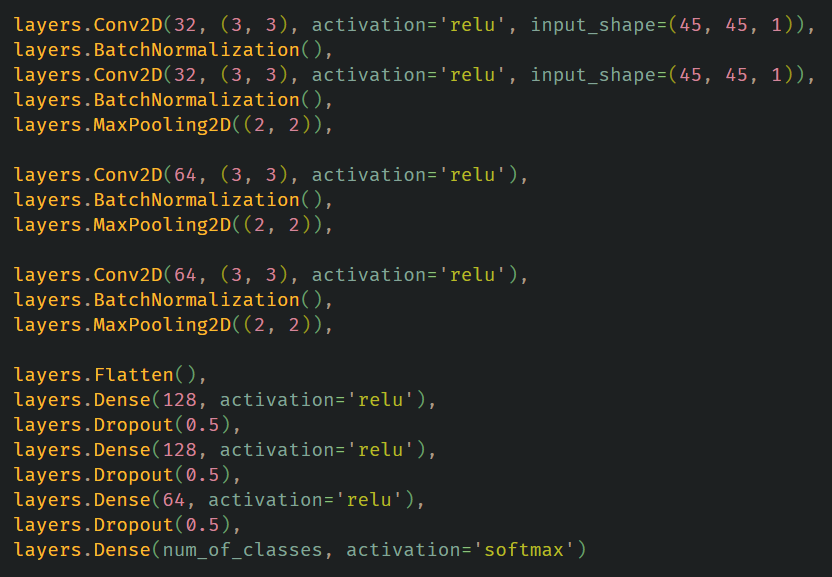 layers.Conv2D(32, (3, 3), activation='relu', input_shape=(45, 45, 1)),
layers.BatchNormalization(),
layers.Conv2D(32, (3, 3), activation='relu', input_shape=(45, 45, 1)),
layers.BatchNormalization(),
layers.MaxPooling2D((2, 2)),
layers.Conv2D(64, (3, 3), activation='relu'),
layers.BatchNormalization(),
layers.MaxPooling2D((2, 2)),
layers.Conv2D(64, (3, 3), activation='relu'),
layers.BatchNormalization(),
layers.MaxPooling2D((2, 2)),
layers.Flatten(),
layers.Dense(128, activation='relu'),
layers.Dropout(0.5),
layers.Dense(128, activation='relu'),
layers.Dropout(0.5),
layers.Dense(64, activation='relu'),
layers.Dropout(0.5),
layers.Dense(num_of_classes, activation='softmax')